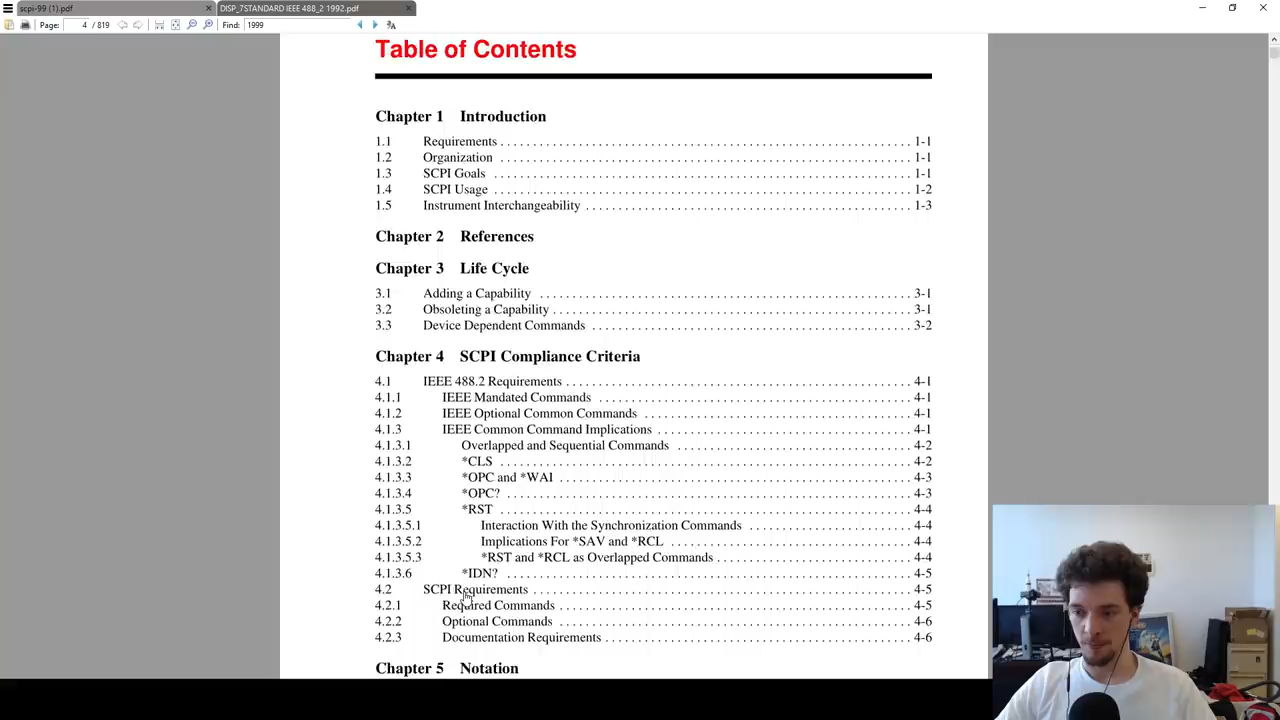 scpi-99 (1).pdf
DISP_7STANDARD IEEE 488_2 1992.pdf
Page: 4 / 819 Find: 1999
Table of Contents
Chapter 1 Introduction
1.1 Requirements . . . . . . . . . . 1-1
1.2 Organization . . . . . . . . . . 1-1
1.3 SCPI Goals . . . . . . . . . . 1-1
1.4 SCPI Usage . . . . . . . . . . 1-2
1.5 Instrument Interchangeability . . . . . . . . . . 1-3
Chapter 2 References
Chapter 3 Life Cycle
3.1 Adding a Capability . . . . . . . . . . 3-1
3.2 Obsoleting a Capability . . . . . . . . . . 3-1
3.3 Device Dependent Commands . . . . . . . . . . 3-2
Chapter 4 SCPI Compliance Criteria
4.1 IEEE 488.2 Requirements . . . . . . . . . . 4-1
4.1.1 IEEE Mandated Commands . . . . . . . . . . 4-1
4.1.2 IEEE Optional Common Commands . . . . . . . . . . 4-1
4.1.3 IEEE Common Command Implications . . . . . . . . . . 4-1
4.1.3.1 Overlapped and Sequential Commands . . . . . . . . . . 4-2
4.1.3.2 *CLS . . . . . . . . . . 4-2
4.1.3.3 *OPC and *WAI . . . . . . . . . . 4-3
4.1.3.4 *OPC? . . . . . . . . . . 4-3
4.1.3.5 *RST . . . . . . . . . . 4-4
4.1.3.5.1 Interaction With the Synchronization Commands . . . . . . . . . . 4-4
4.1.3.5.2 Implications For *SAV and *RCL . . . . . . . . . . 4-4
4.1.3.5.3 *RST and *RCL as Overlapped Commands . . . . . . . . . . 4-4
4.1.3.6 *IDN? . . . . . . . . . . 4-5
4.2 SCPI Requirements . . . . . . . . . . 4-5
4.2.1 Required Commands . . . . . . . . . . 4-5
4.2.2 Optional Commands . . . . . . . . . . 4-6
4.2.3 Documentation Requirements . . . . . . . . . . 4-6
Chapter 5 Notation